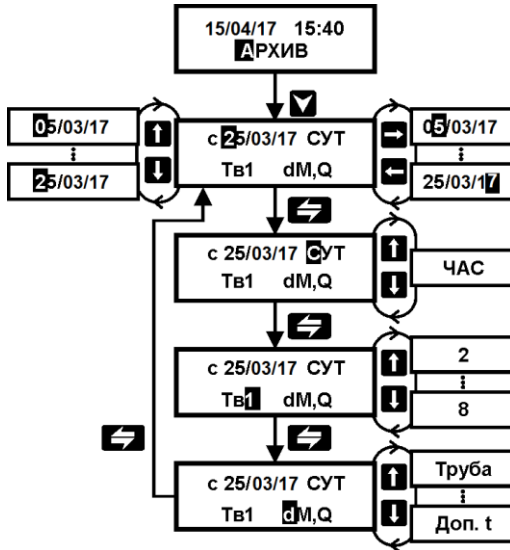 15/04/17 15:40
АРХИВ
05/03/17
25/03/17
с 25/03/17 СУТ
Тв1 dM,Q
05/03/17
25/03/17
с 25/03/17 СУТ
Тв1 dM,Q
ЧАС
с 25/03/17 СУТ
Тв1 dM,Q
2
8
с 25/03/17 СУТ
Тв1 dM,Q
Труба
Доп. t